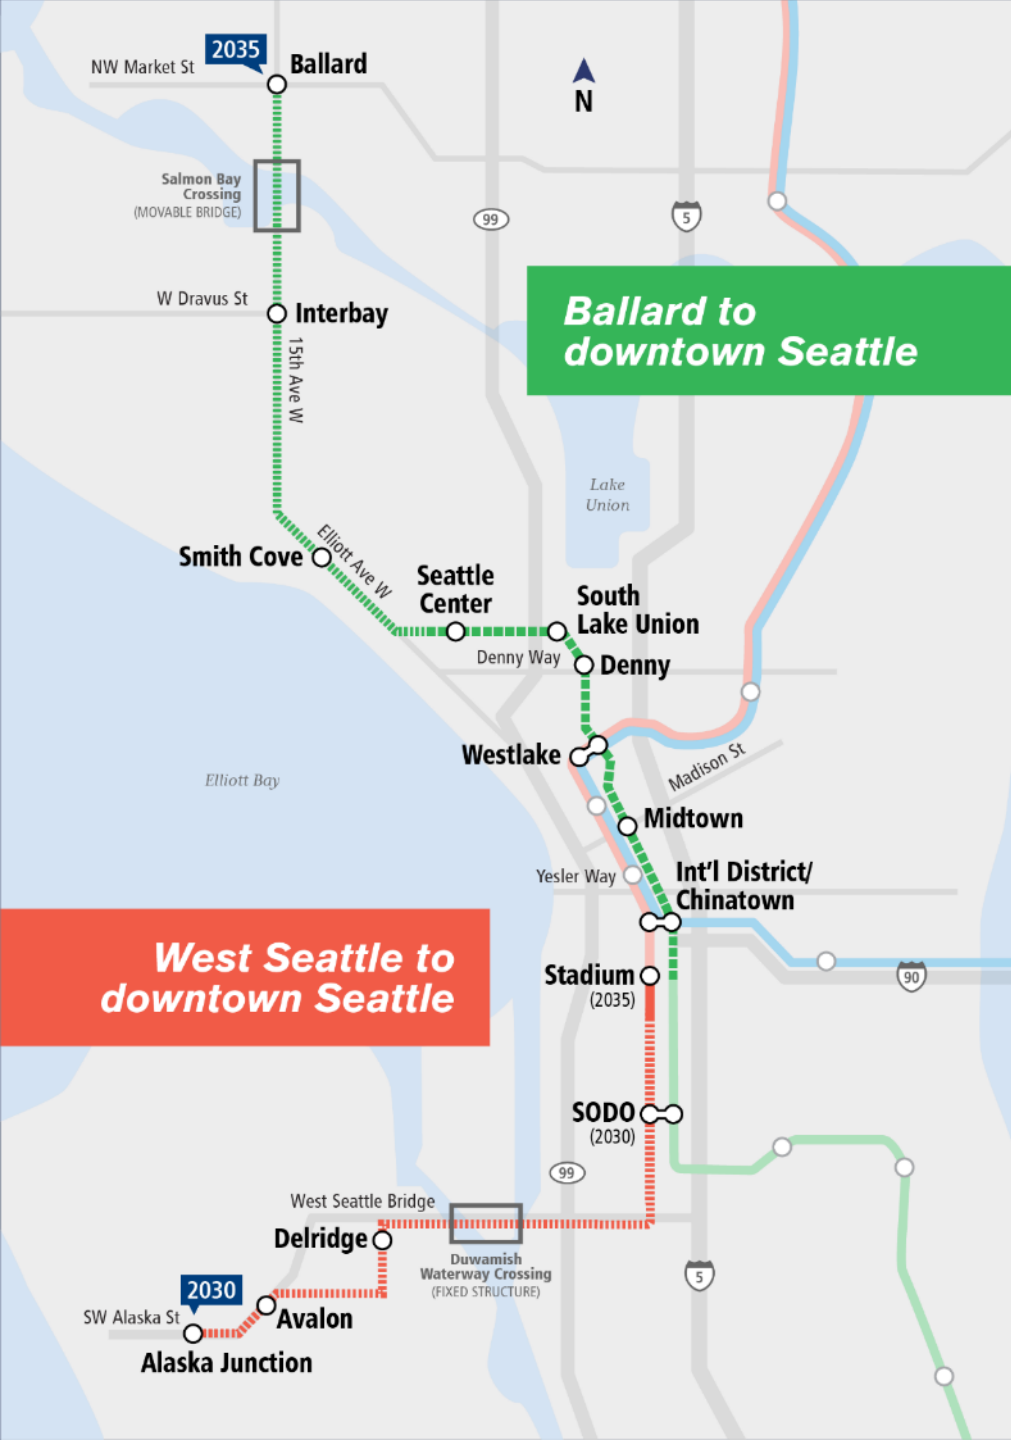 2035
Ballard
NW Market St
N
Salmon Bay
Crossing
(MOVABLE BRIDGE)
99
5
W Dravus St
Interbay
Ballard to
downtown Seattle
15th Ave W
Lake
Union
Elliott Ave W
Smith Cove
Seattle
Center
South
Lake Union
Denny Way
Denny
Westlake
Madison St
Elliott Bay
Midtown
Yesler Way
Int'l District/
Chinatown
West Seattle to
downtown Seattle
Stadium
(2035)
90
SODO
(2030)
99
West Seattle Bridge
Delridge
Duwamish
Waterway Crossing
(FIXED STRUCTURE)
5
2030
SW Alaska St
Avalon
Alaska Junction